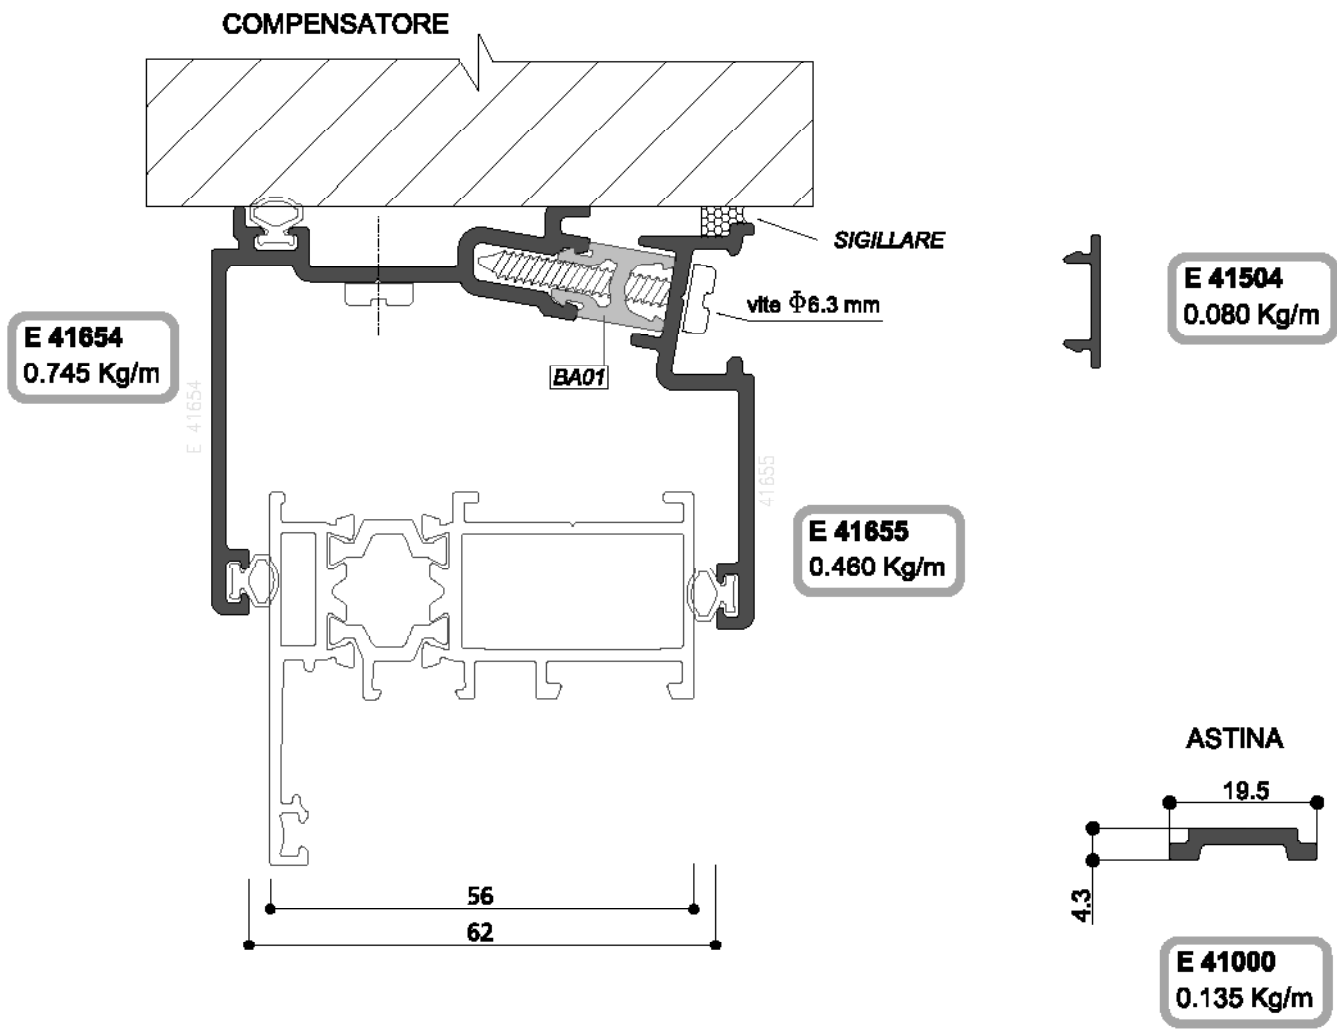 COMPENSATORE
SIGILLARE
E 41504
0.080 Kg/m
vite Φ6.3 mm
E 41654
0.745 Kg/m
BA01
E 41654
41655
E 41655
0.460 Kg/m
ASTINA
19.5
4.3
56
62
E 41000
0.135 Kg/m